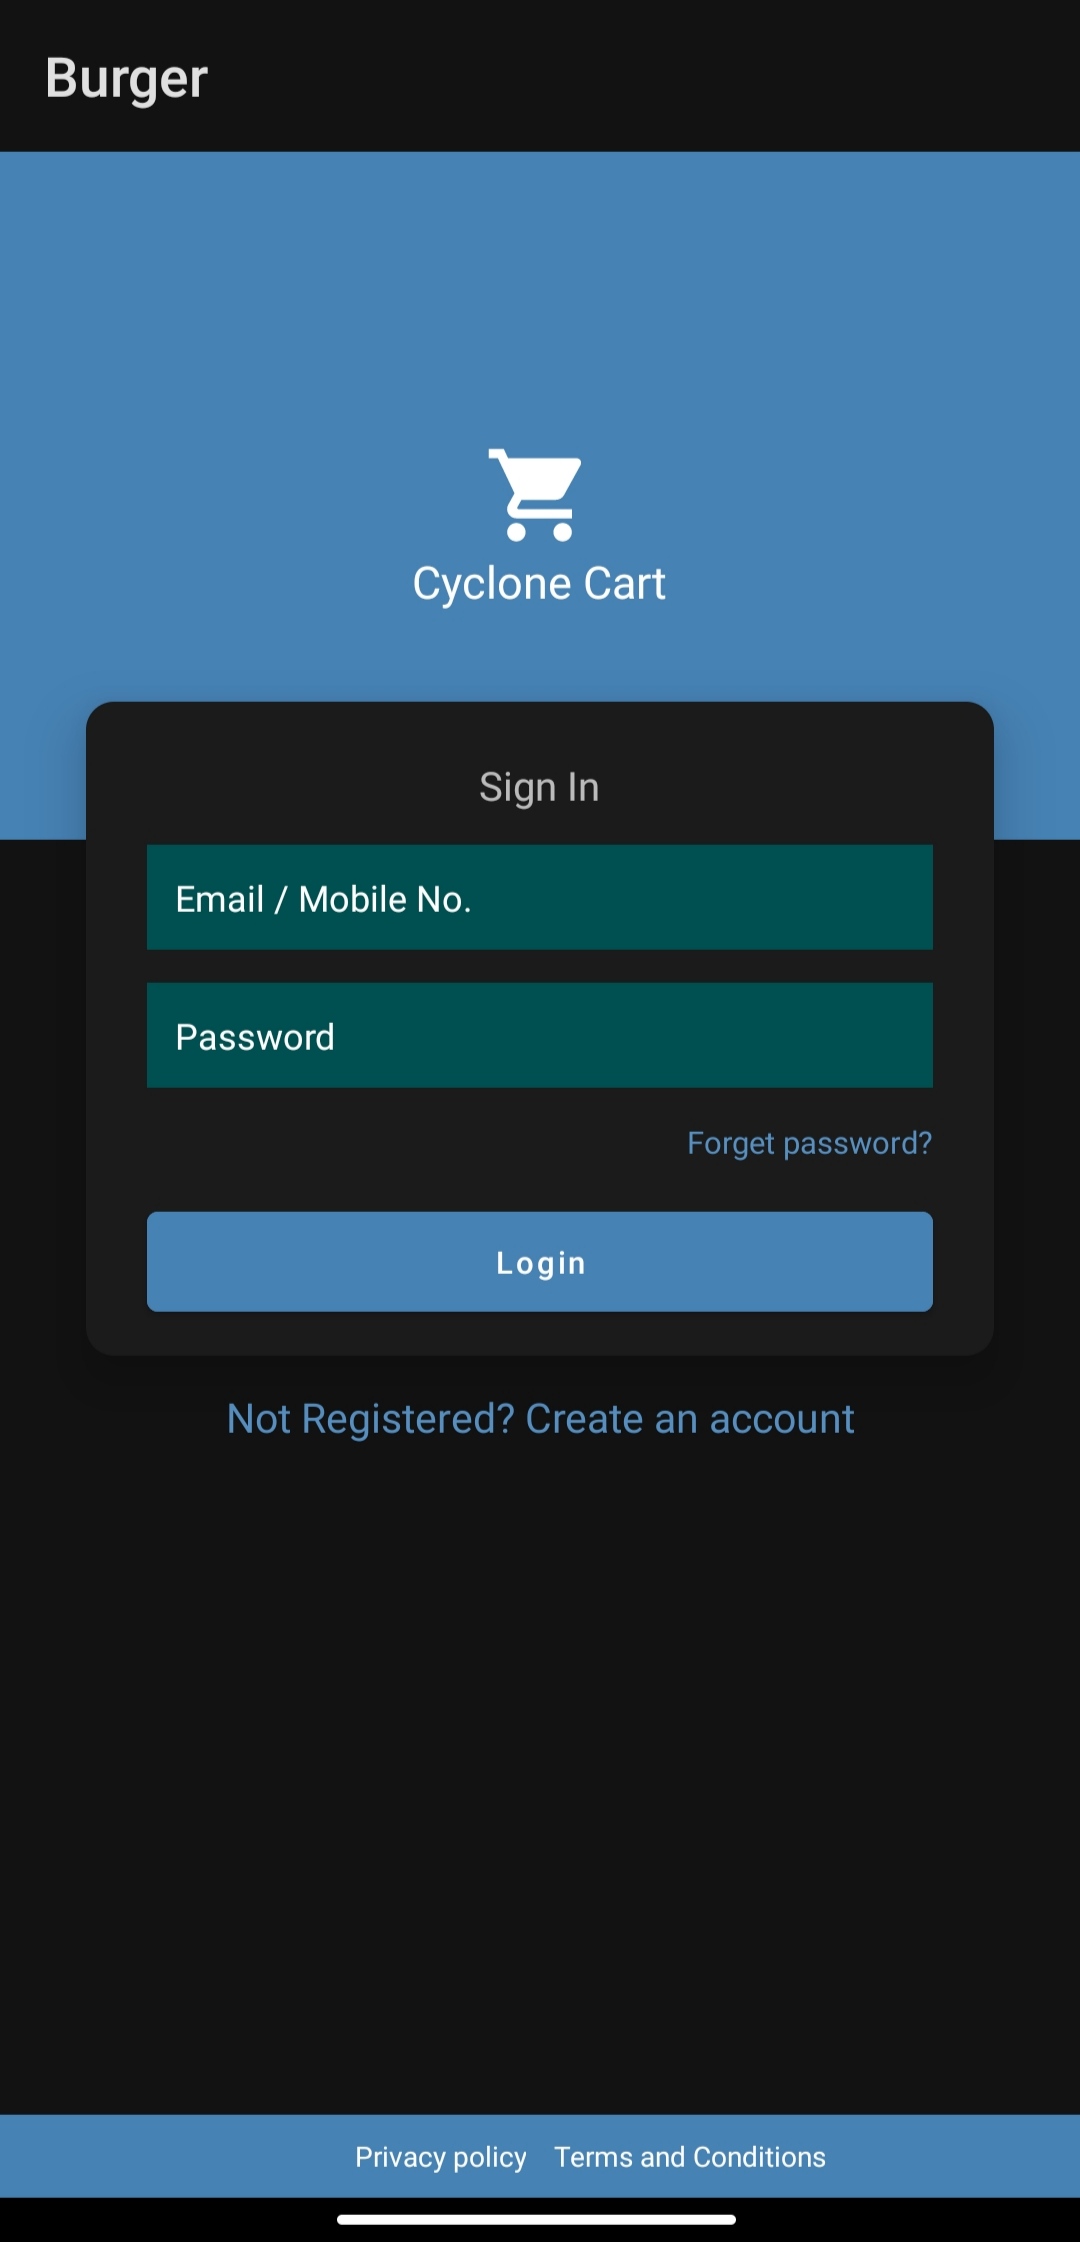 Burger
Cyclone Cart
Sign In
Email / Mobile No.
Password
Forget password?
Login
Not Registered? Create an account
Privacy policy Terms and Conditions